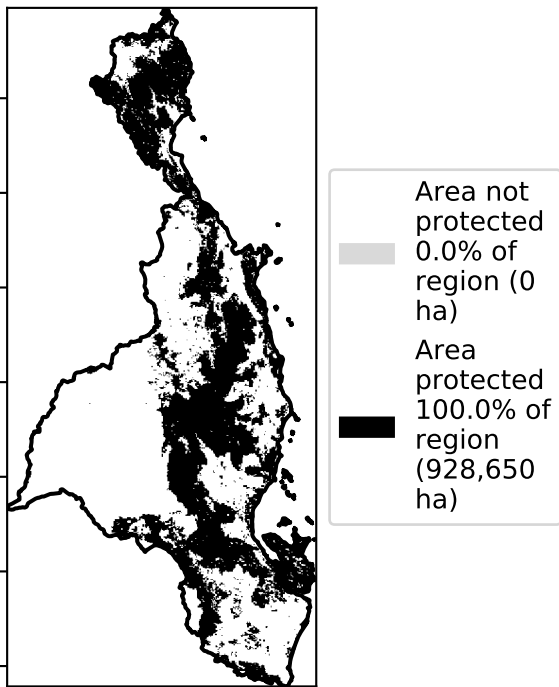 Area not
protected
0.0% of
region (0
ha)
Area
protected
100.0% of
region
(928,650
ha)